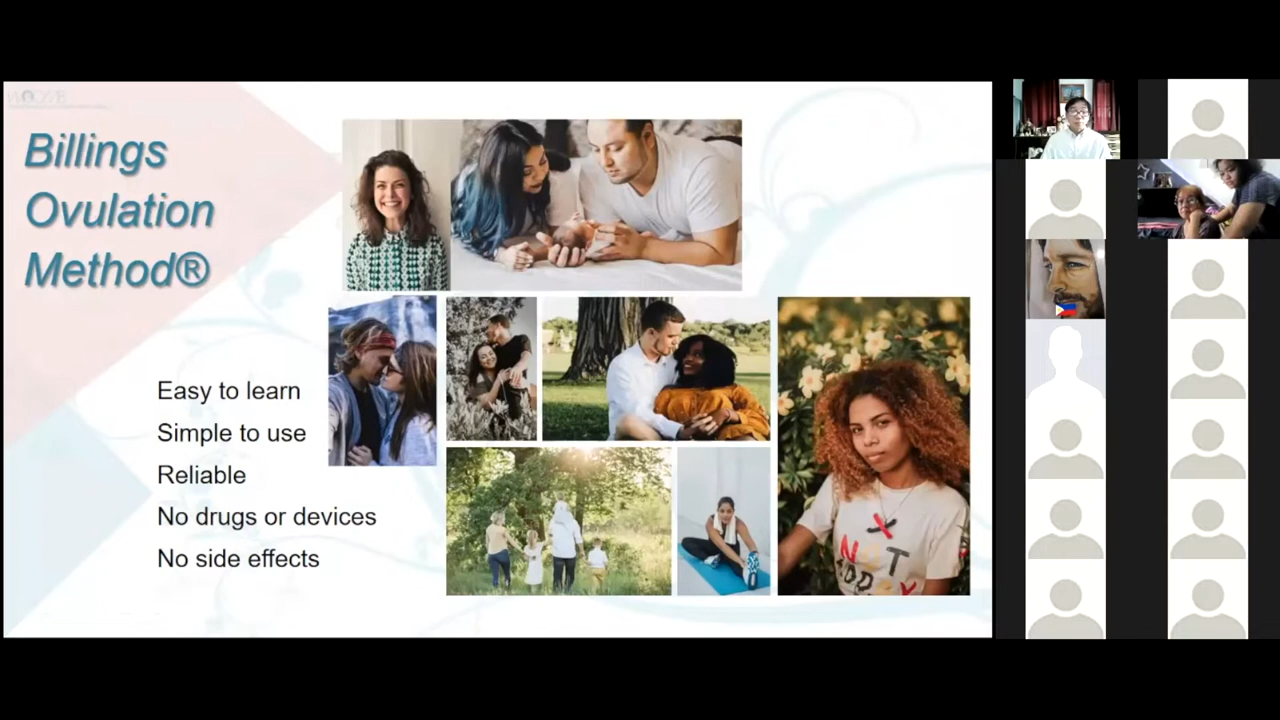 Billings
Ovulation
Method®
Easy to learn
Simple to use
Reliable
No drugs or devices
No side effects